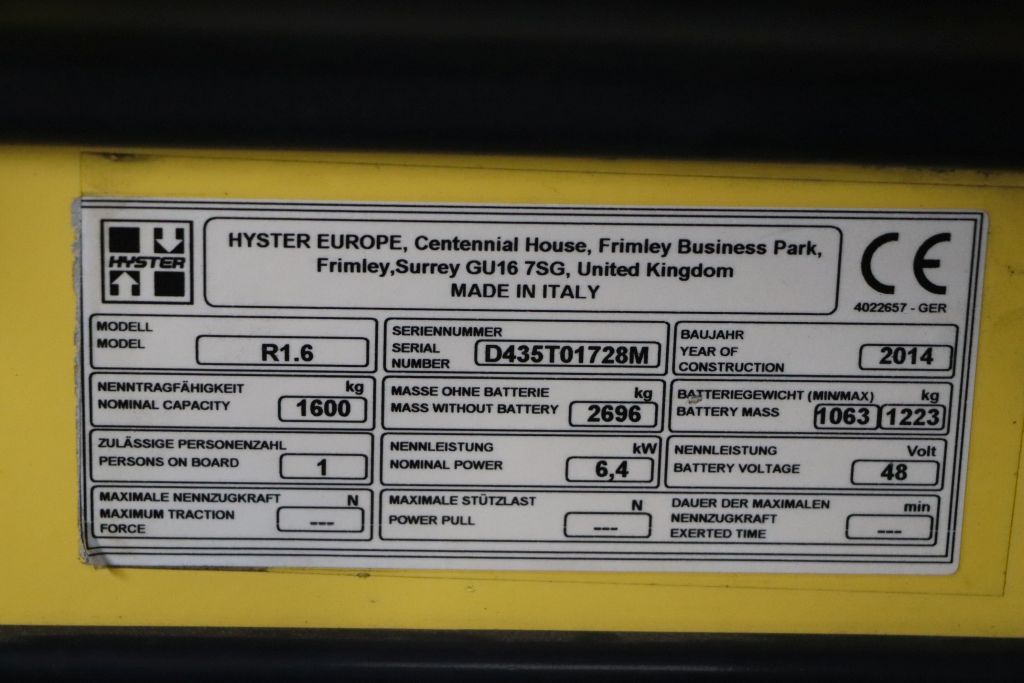 HYSTER
HYSTER EUROPE, Centennial House, Frimley Business Park,
Frimley,Surrey GU16 7SG, United Kingdom
MADE IN ITALY
CE
4022657 - GER
MODELL
MODEL
R1.6
SERIENNUMMER
SERIAL
NUMBER
D435T01728M
BAUJAHR
YEAR OF
CONSTRUCTION
2014
NENNTRAGFÄHIGKEIT kg
NOMINAL CAPACITY
1600
MASSE OHNE BATTERIE kg
MASS WITHOUT BATTERY
2696
BATTERIEGEWICHT (MIN/MAX) kg
BATTERY MASS
1063 1223
ZULÄSSIGE PERSONENZAHL
PERSONS ON BOARD
1
NENNLEISTUNG kW
NOMINAL POWER
6,4
NENNLEISTUNG Volt
BATTERY VOLTAGE
48
MAXIMALE NENNZUGKRAFT N
MAXIMUM TRACTION
FORCE
---
MAXIMALE STÜTZLAST N
POWER PULL
---
DAUER DER MAXIMALEN min
NENNZUGKRAFT
EXERTED TIME
---